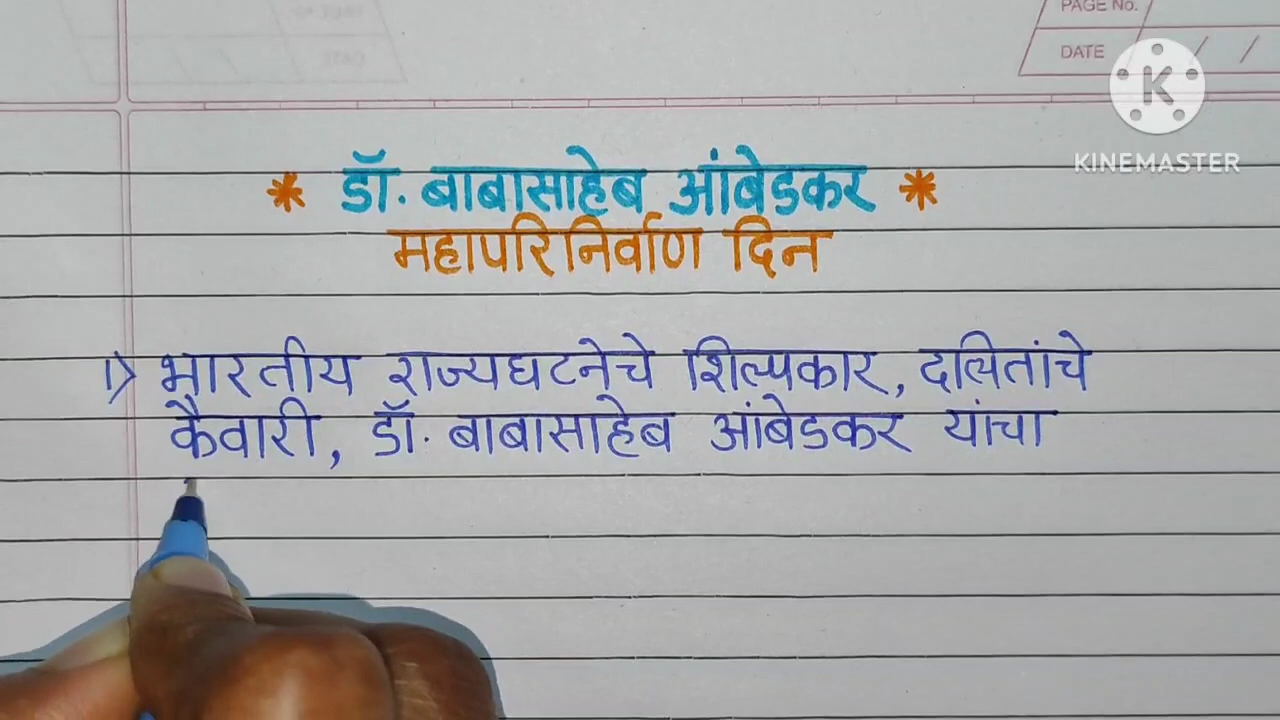 PAGE No.
DATE / /
K
KINEMASTER
* डॉ. बाबासाहेब आंबेडकर *
महापरिनिर्वाण दिन
1) भारतीय राज्यघटनेचे शिल्पकार, दलितांचे
कैवारी, डॉ. बाबासाहेब आंबेडकर यांचा